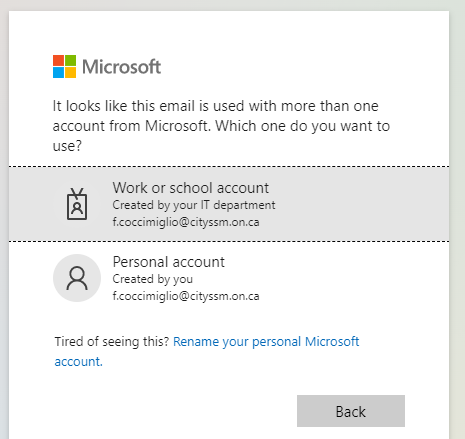 Microsoft
It looks like this email is used with more than one
account from Microsoft. Which one do you want to
use?
Work or school account
Created by your IT department
f.coccimiglio@cityssm.on.ca
Personal account
Created by you
f.coccimiglio@cityssm.on.ca
Tired of seeing this? Rename your personal Microsoft
account.
Back